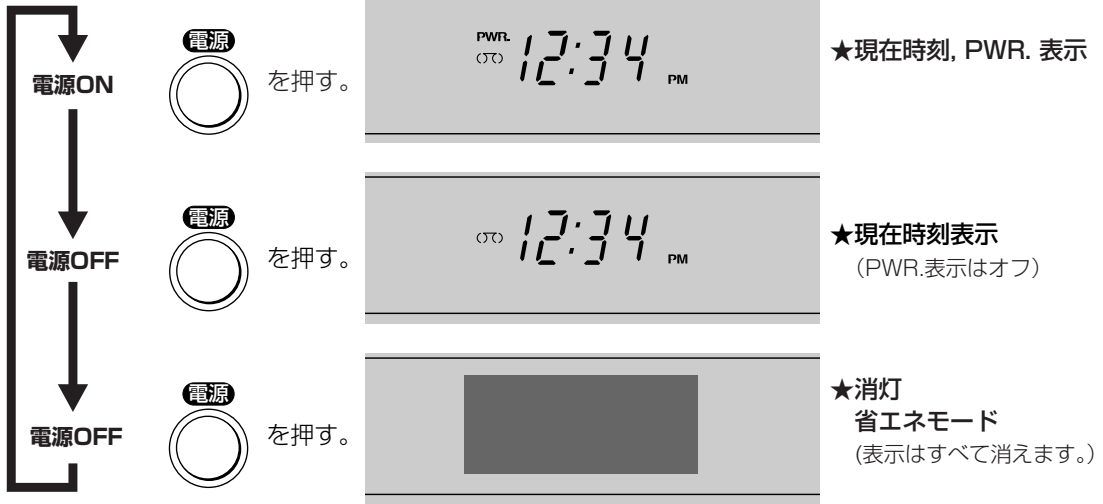 電源ON
電源
を押す。
PWR.
12:34
PM
★現在時刻, PWR. 表示
電源OFF
電源
を押す。
12:34
PM
★現在時刻表示
（PWR.表示はオフ）
電源OFF
電源
を押す。
★消灯
省エネモード
(表示はすべて消えます。)